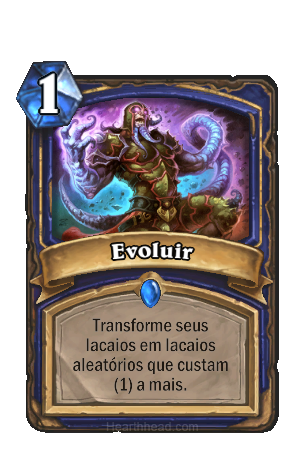 1
Evoluir
Transforme seus
lacaios em lacaios
aleatórios que custam
(1) a mais.
Hearthhead.com